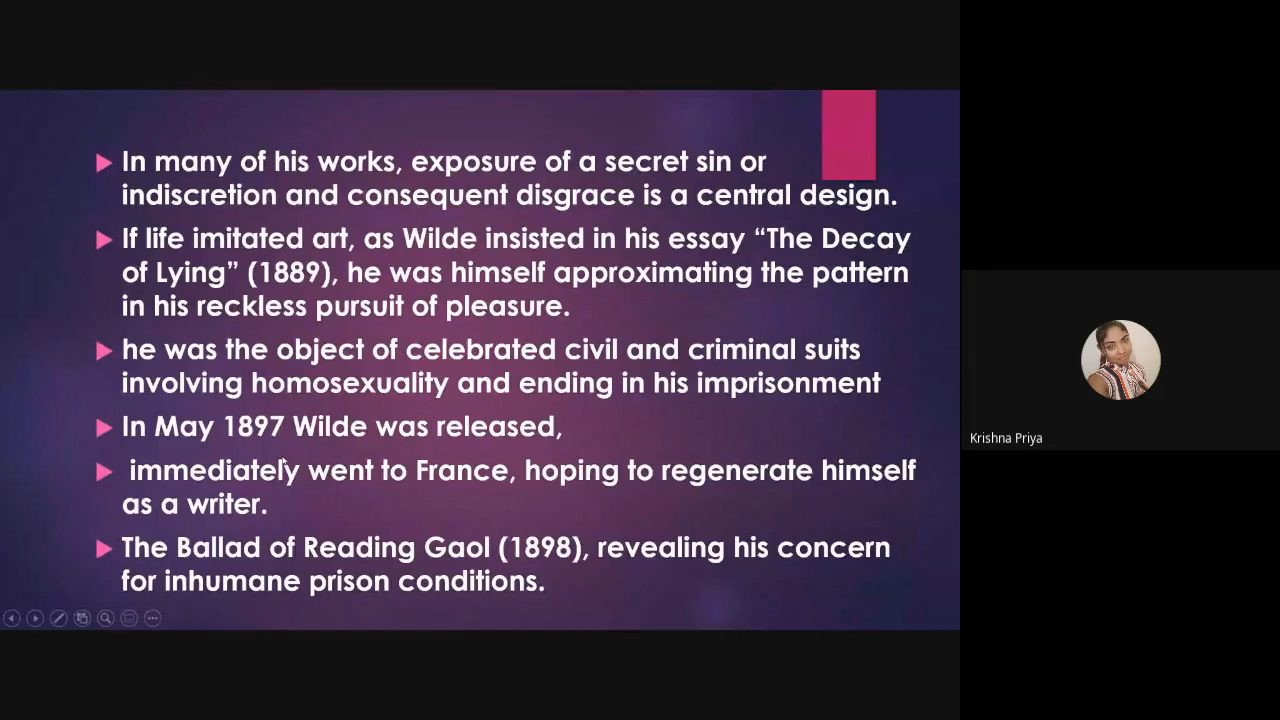 In many of his works, exposure of a secret sin or
indiscretion and consequent disgrace is a central design.
If life imitated art, as Wilde insisted in his essay “The Decay
of Lying” (1889), he was himself approximating the pattern
in his reckless pursuit of pleasure.
he was the object of celebrated civil and criminal suits
involving homosexuality and ending in his imprisonment
In May 1897 Wilde was released,
immediately went to France, hoping to regenerate himself
as a writer.
The Ballad of Reading Gaol (1898), revealing his concern
for inhumane prison conditions.
Krishna Priya